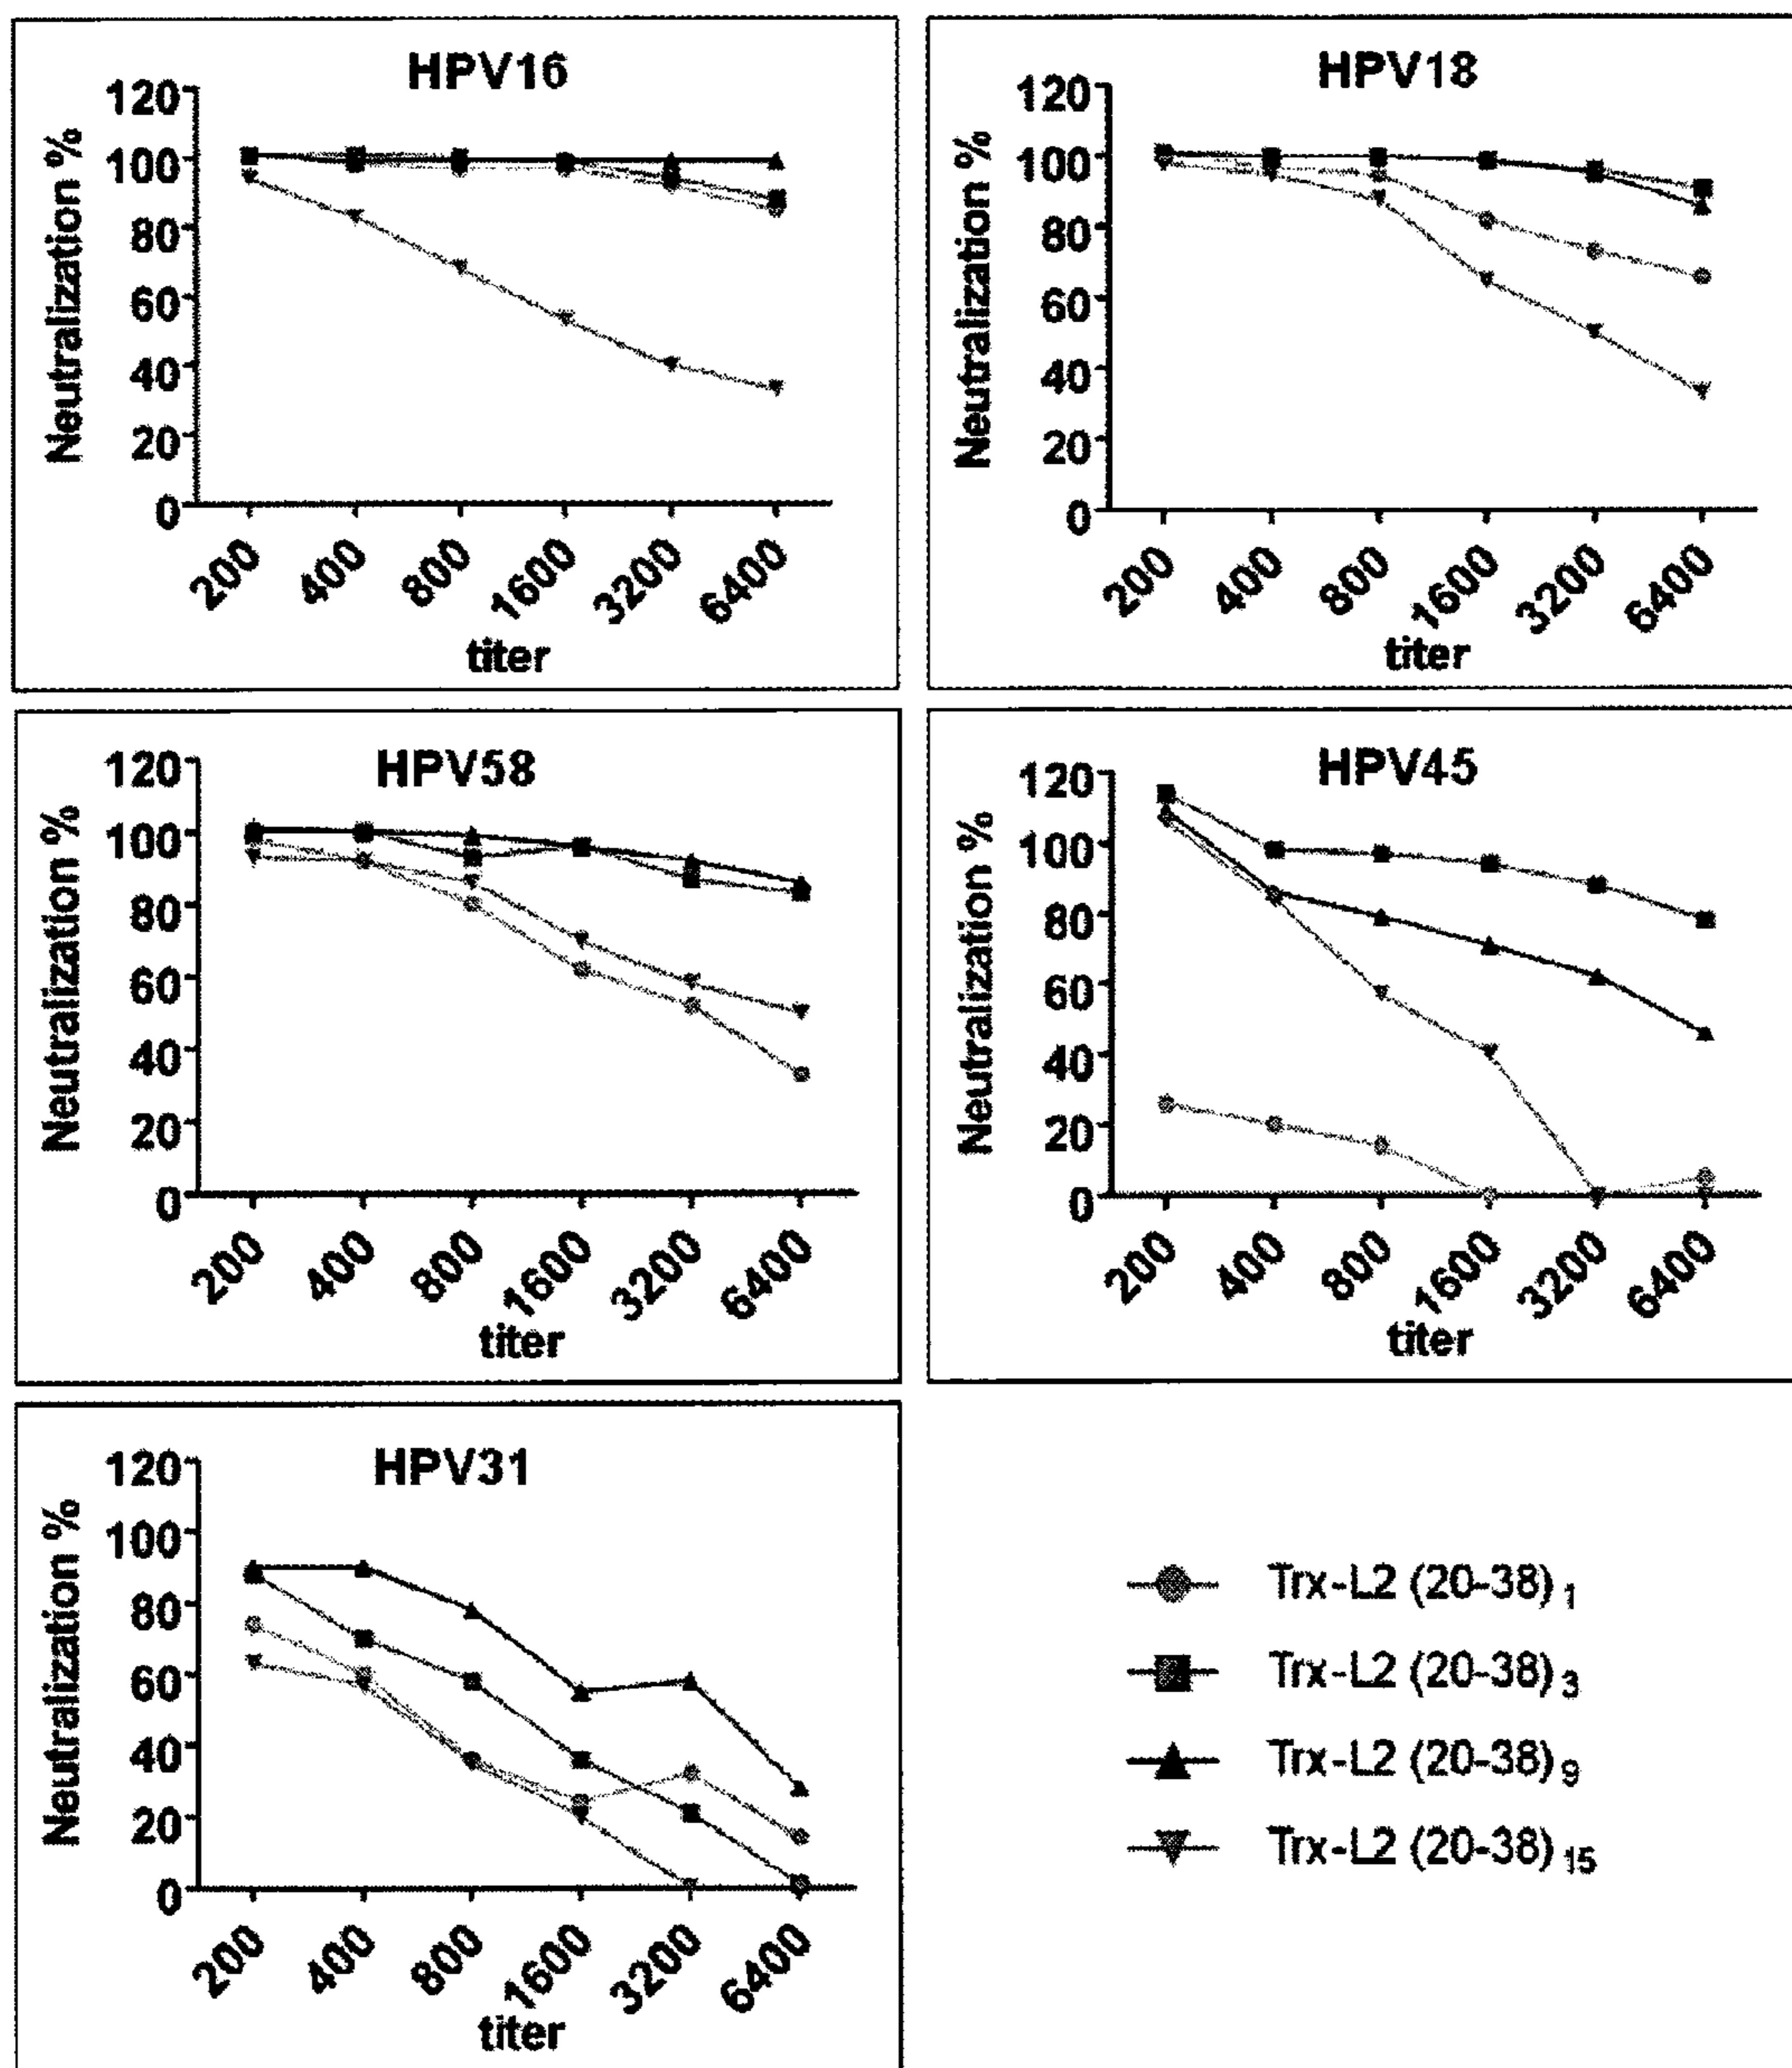 HPV16
Neutralization %
120
100
80
60
40
20
0
200 400 800 1600 3200 6400
titer
HPV18
Neutralization %
120
100
80
60
40
20
0
200 400 800 1600 3200 6400
titer
HPV58
Neutralization %
120
100
80
60
40
20
0
200 400 800 1600 3200 6400
titer
HPV45
Neutralization %
120
100
80
60
40
20
0
200 400 800 1600 3200 6400
titer
HPV31
Neutralization %
120
100
80
60
40
20
0
200 400 800 1600 3200 6400
titer
Trx-L2 (20-38) 1
Trx-L2 (20-38) 3
Trx-L2 (20-38) 9
Trx-L2 (20-38) 15